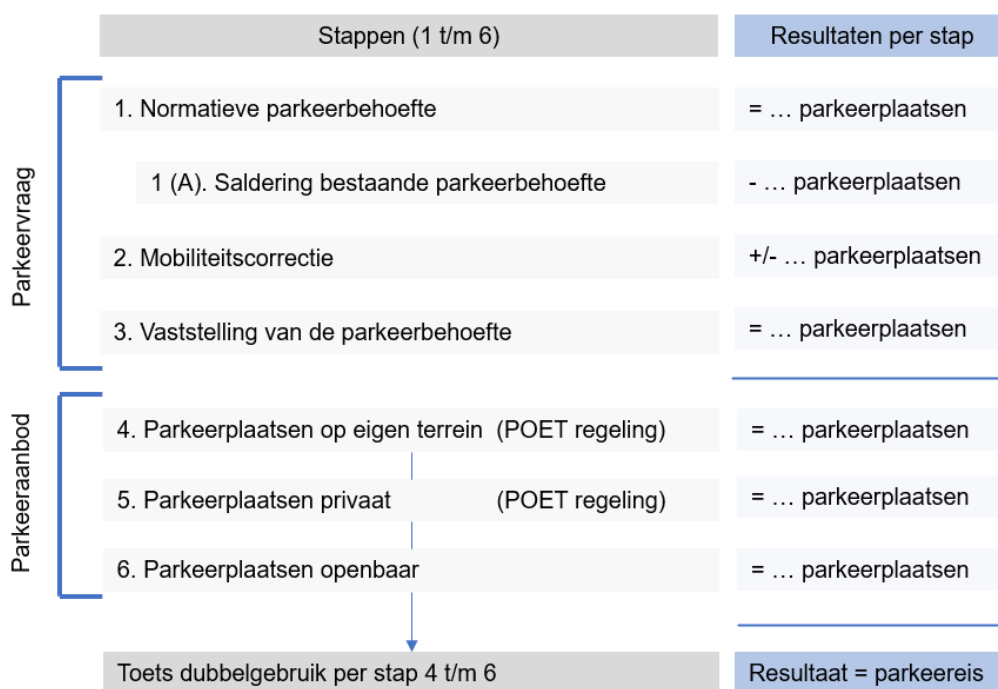 Stappen (1 t/m 6)
Resultaten per stap
Parkeervraag
1. Normatieve parkeerbehoefte
= … parkeerplaatsen
1 (A). Saldering bestaande parkeerbehoefte
- … parkeerplaatsen
2. Mobiliteitscorrectie
+/- … parkeerplaatsen
3. Vaststelling van de parkeerbehoefte
= … parkeerplaatsen
Parkeeraanbod
4. Parkeerplaatsen op eigen terrein (POET regeling)
= … parkeerplaatsen
5. Parkeerplaatsen privaat (POET regeling)
= … parkeerplaatsen
6. Parkeerplaatsen openbaar
= … parkeerplaatsen
Toets dubbelgebruik per stap 4 t/m 6
Resultaat = parkeereis